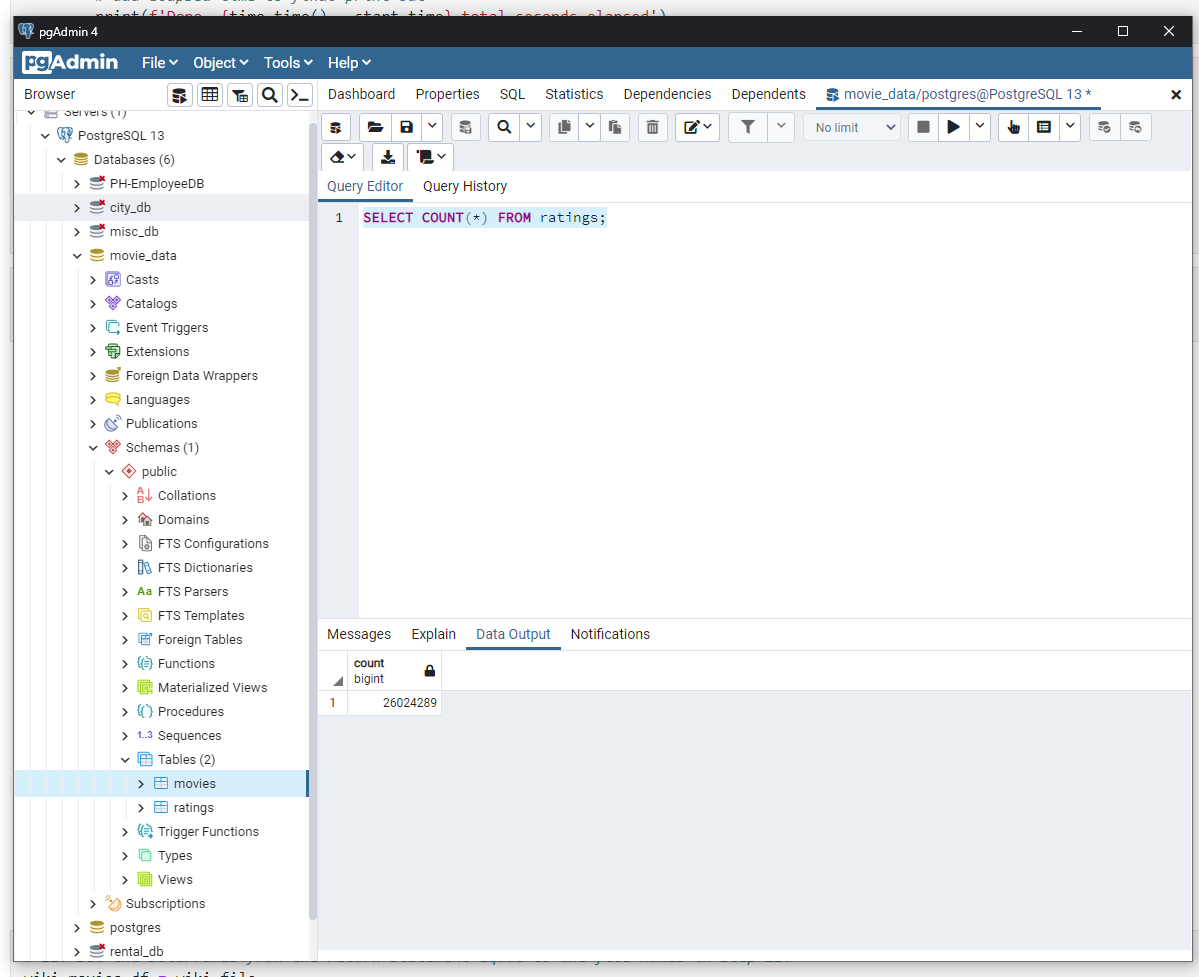 pgAdmin 4
pgAdmin File Object Tools Help
Browser Dashboard Properties SQL Statistics Dependencies Dependents movie_data/postgres@PostgreSQL 13 *
Servers (1)
PostgreSQL 13
Databases (6)
PH-EmployeeDB
city_db
misc_db
movie_data
Casts
Catalogs
Event Triggers
Extensions
Foreign Data Wrappers
Languages
Publications
Schemas (1)
public
Collations
Domains
FTS Configurations
FTS Dictionaries
Aa FTS Parsers
FTS Templates
Foreign Tables
Functions
Materialized Views
Procedures
1..3 Sequences
Tables (2)
movies
ratings
Trigger Functions
Types
Views
Subscriptions
postgres
rental_db
No limit
Query Editor Query History
1 SELECT COUNT(*) FROM ratings;
Messages Explain Data Output Notifications
count
bigint
1 26024289